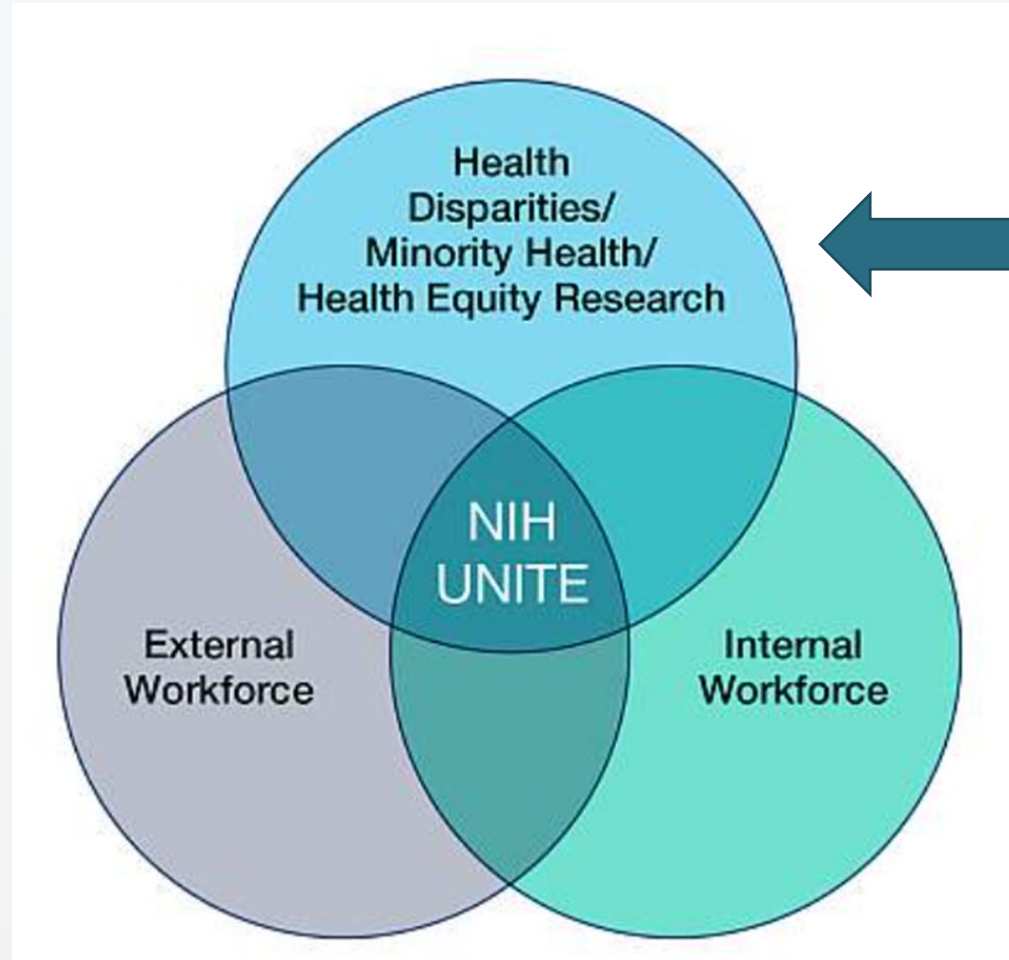 Health
Disparities/
Minority Health/
Health Equity Research
NIH
UNITE
External
Workforce
Internal
Workforce